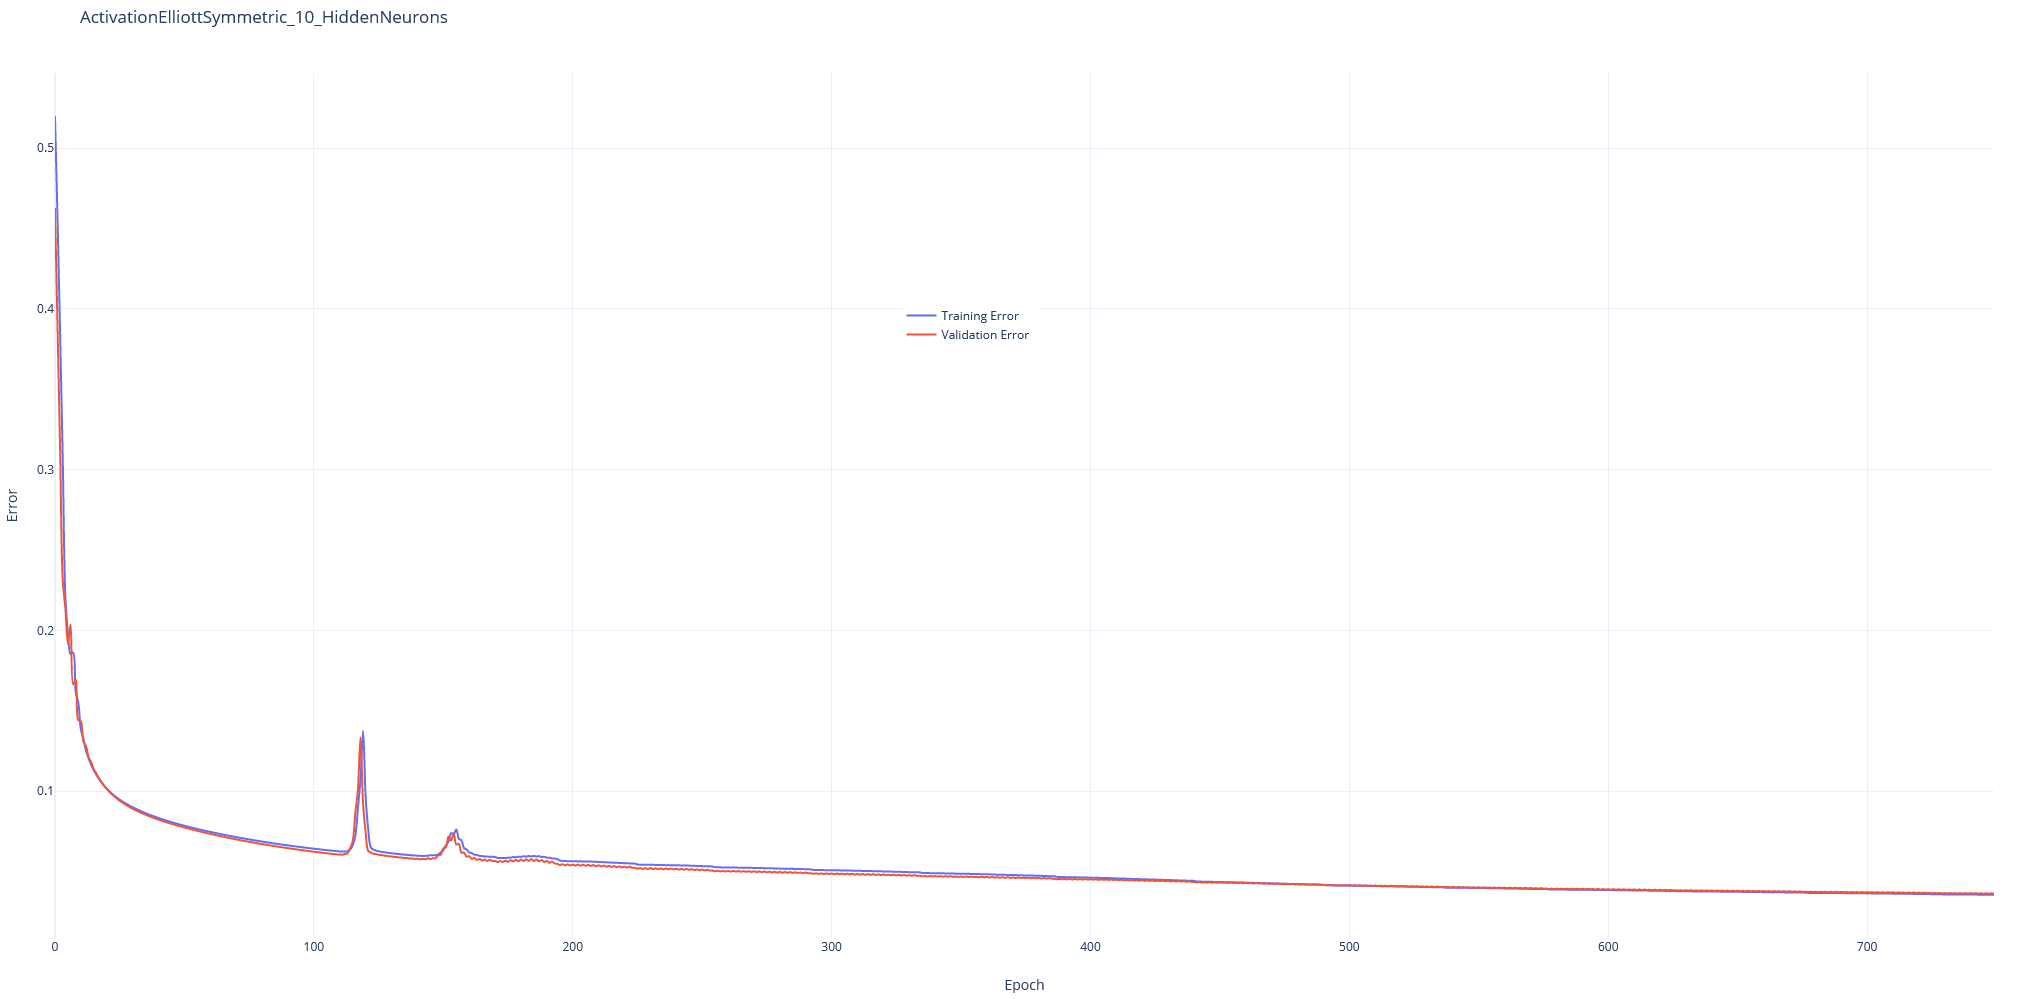 ActivationElliottSymmetric_10_HiddenNeurons
0.5
0.4
0.3
0.2
0.1
Error
Training Error
Validation Error
0 100 200 300 400 500 600 700
Epoch